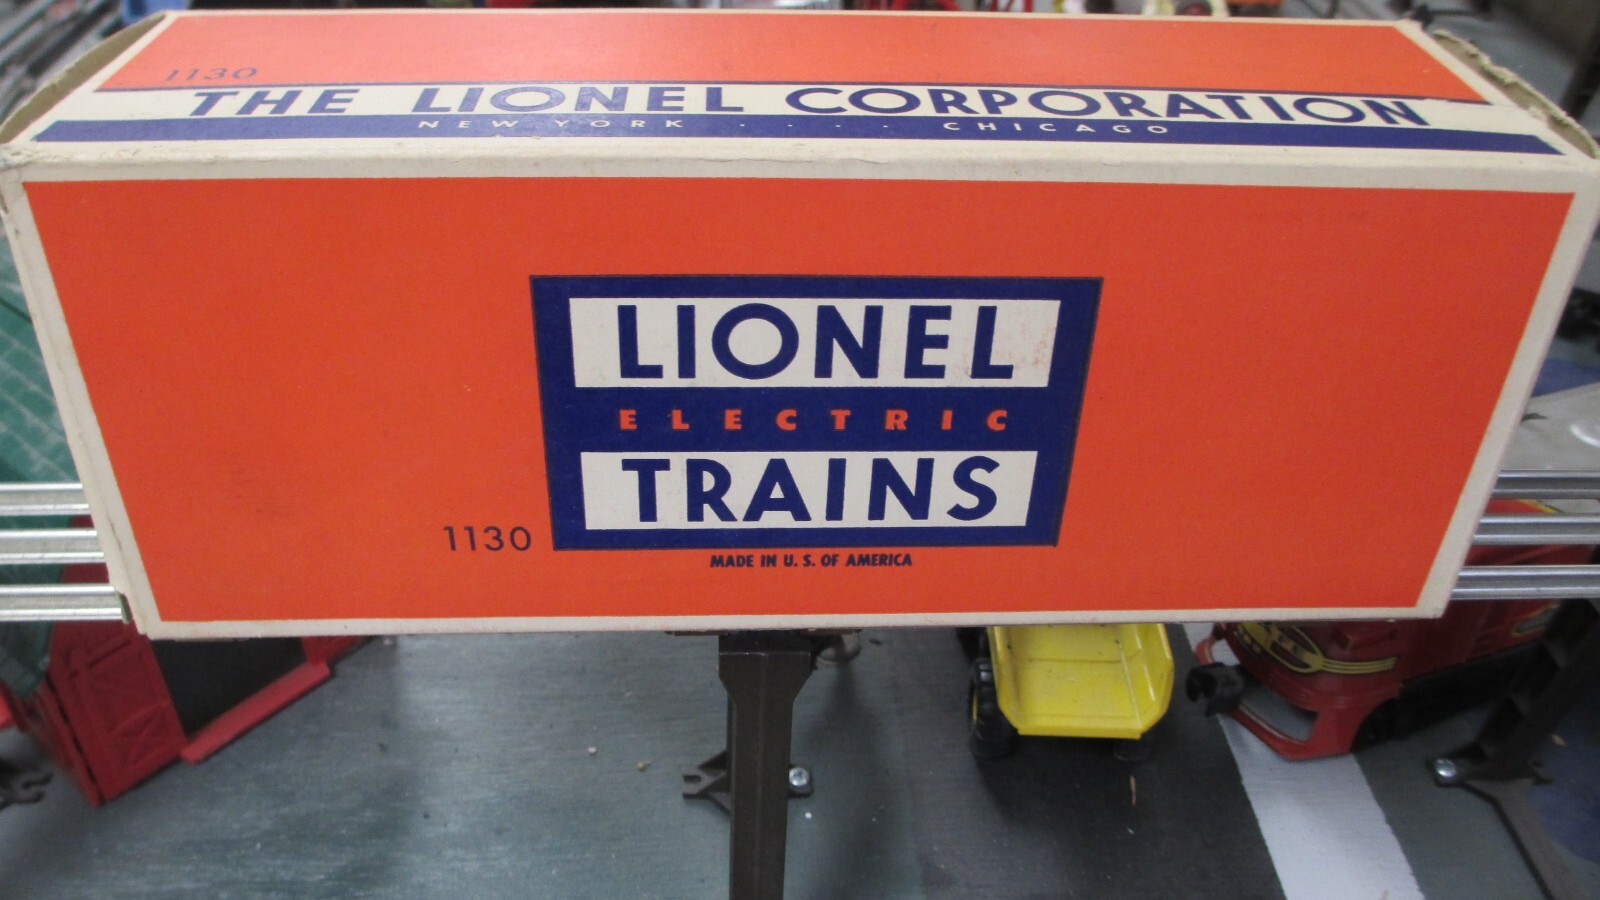 1130
THE LIONEL CORPORATION
NEW YORK . . . . CHICAGO
LIONEL
ELECTRIC
TRAINS
1130
MADE IN U. S. OF AMERICA